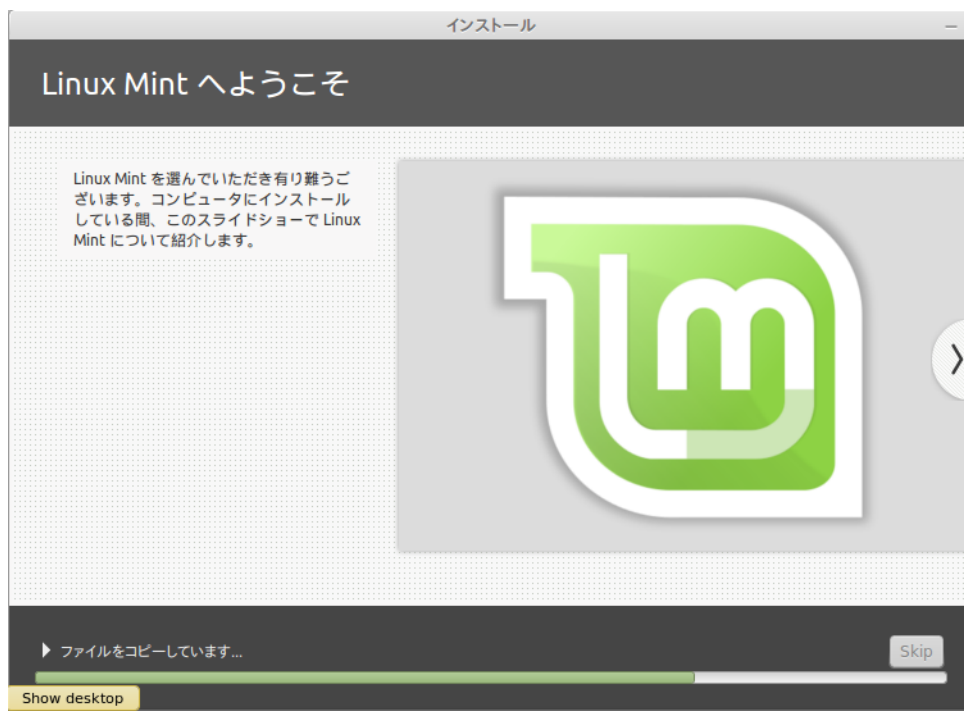 インストール
Linux Mint へようこそ
Linux Mint を選んでいただき有り難うご
ざいます。コンピュータにインストール
している間、このスライドショーで Linux
Mint について紹介します。
ファイルをコピーしています...
Skip
Show desktop